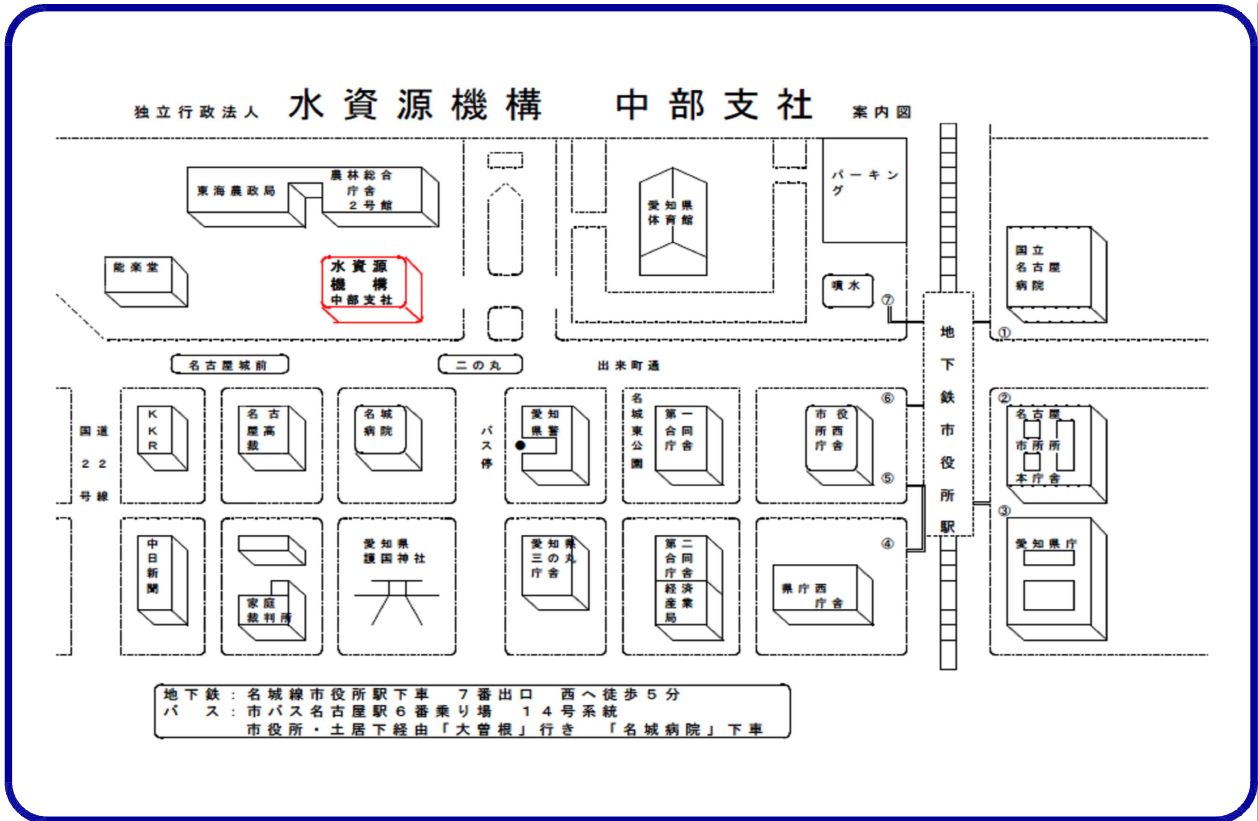 独立行政法人 水資源機構 中部支社 案内図
東海農政局
農林総合
庁舎
2号館
愛知県
体育館
パーキン
グ
能楽堂
水資源
機構
中部支社
噴水
⑦
国立
名古屋
病院
①
地下鉄市役所駅
名古屋城前
二の丸
出来町通
国道
22
号線
KKR
名古
屋高
裁
名城
病院
バス停
愛知
県警
名城東公園
第一
合同
庁舎
市役
所西
庁舎
⑥
⑤
②
名古屋
市所所
本庁舎
③
④
中日新聞
家庭
裁判所
愛知県
護国神社
愛知県
三の丸
庁舎
第二
合同
庁舎
経済
産業
局
県庁西
庁舎
愛知県庁
地下鉄：名城線市役所駅下車 7番出口 西へ徒歩5分
バス：市バス名古屋駅6番乗り場 14号系統
市役所・土居下経由「大曽根」行き 「名城病院」下車